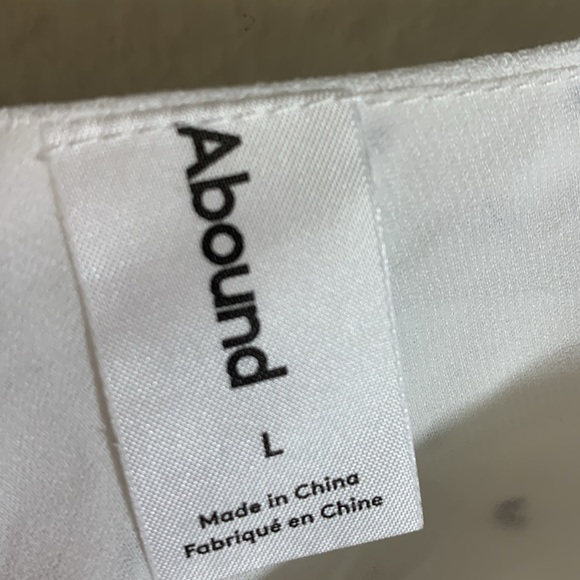 Abound
L
Made in China
Fabriqué en Chine